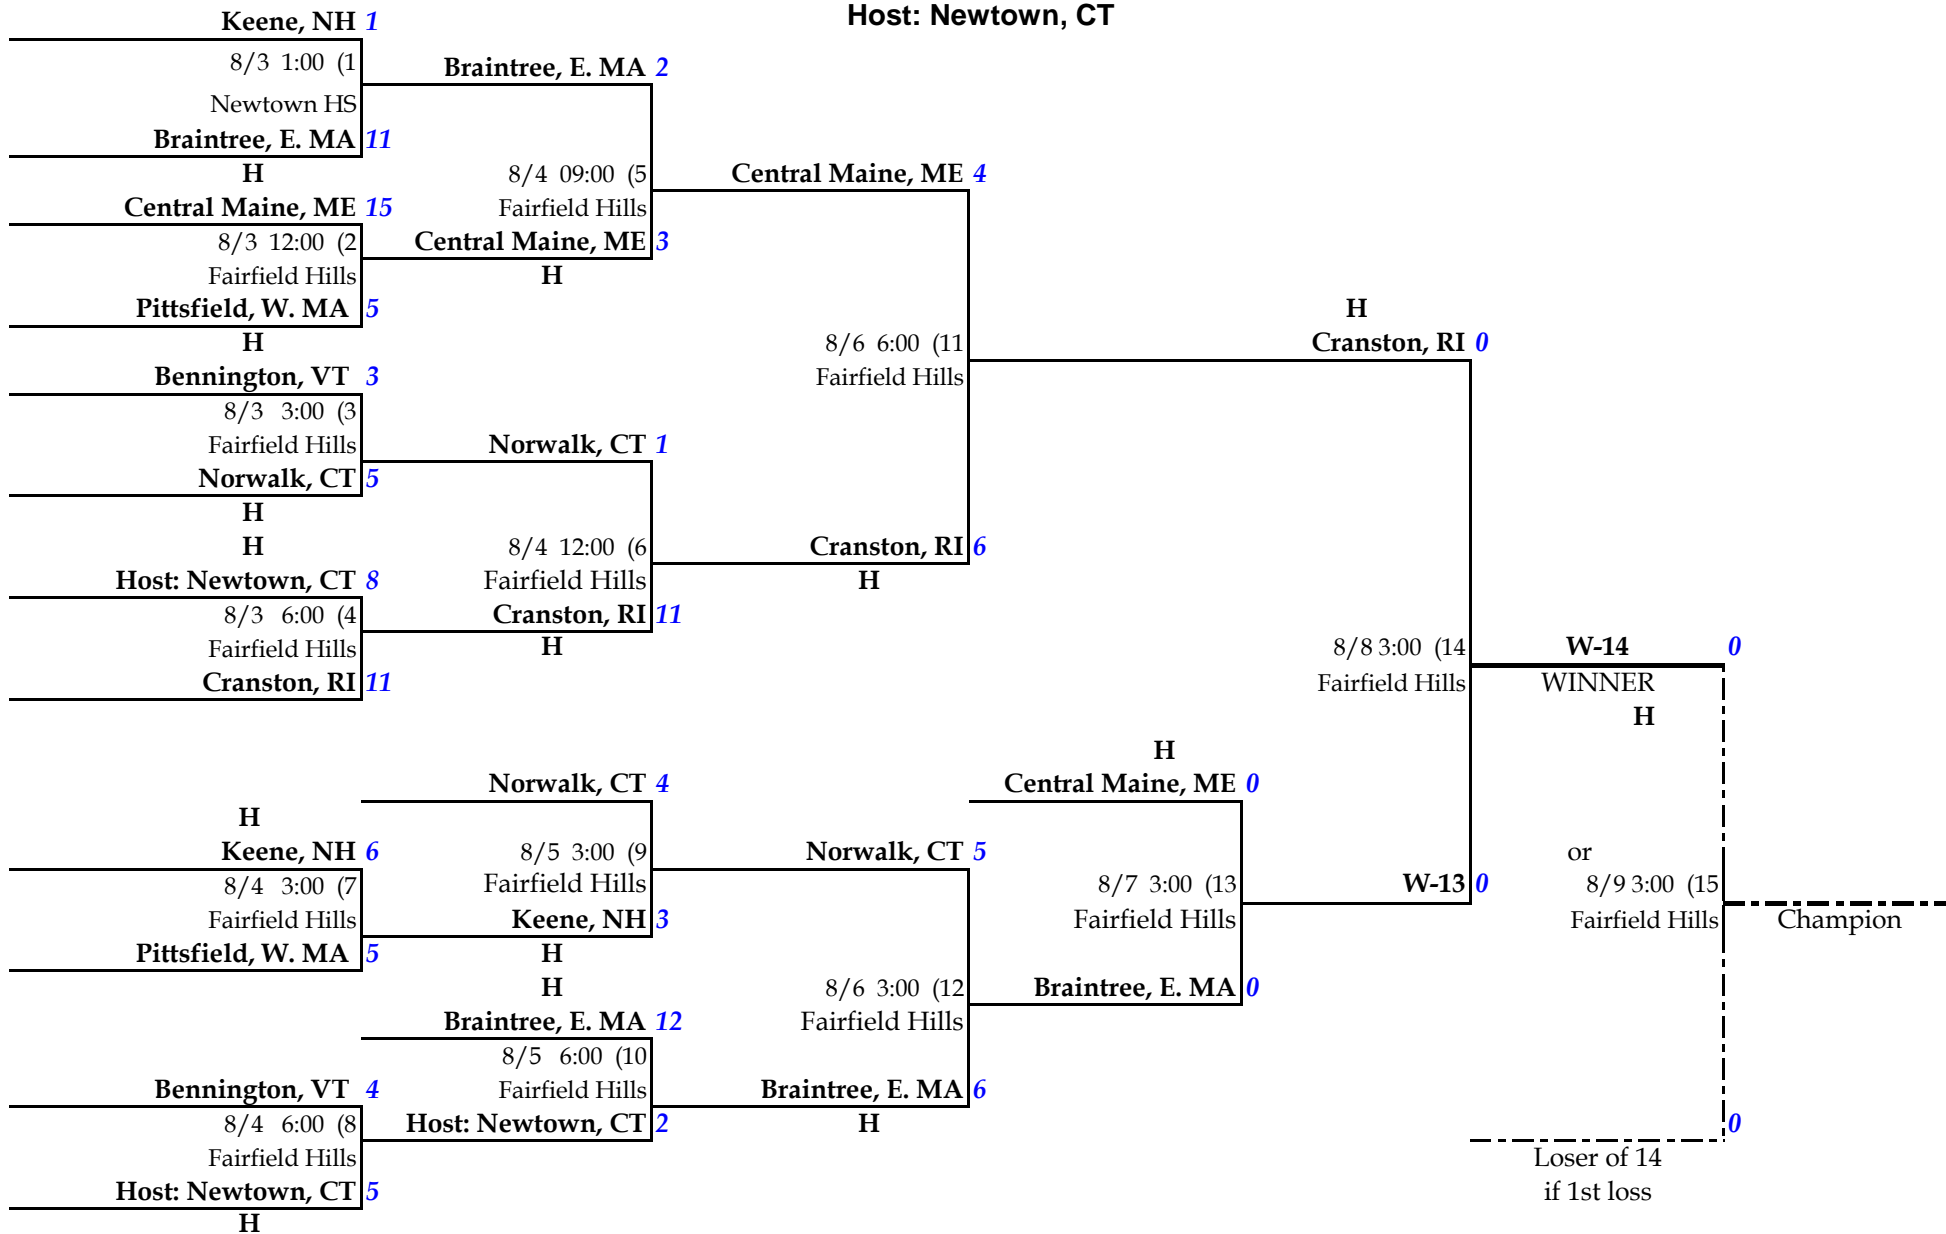 Host: Newtown, CT
Keene, NH 1
8/3 1:00 (1
Newtown HS
Braintree, E. MA 11
H
Central Maine, ME 15
8/3 12:00 (2
Fairfield Hills
Pittsfield, W. MA 5
H
Bennington, VT 3
8/3 3:00 (3
Fairfield Hills
Norwalk, CT 5
H
H
Host: Newtown, CT 8
8/3 6:00 (4
Fairfield Hills
Cranston, RI 11
Braintree, E. MA 2
8/4 09:00 (5
Fairfield Hills
Central Maine, ME 3
H
Norwalk, CT 1
8/4 12:00 (6
Fairfield Hills
Cranston, RI 11
H
Central Maine, ME 4
8/6 6:00 (11
Fairfield Hills
Cranston, RI 6
H
H
Cranston, RI 0
8/8 3:00 (14
Fairfield Hills
W-13 0
W-14 0
WINNER
H
or
8/9 3:00 (15
Fairfield Hills
Champion
0
Loser of 14
if 1st loss
H
Keene, NH 6
8/4 3:00 (7
Fairfield Hills
Pittsfield, W. MA 5
Bennington, VT 4
8/4 6:00 (8
Fairfield Hills
Host: Newtown, CT 5
H
Norwalk, CT 4
8/5 3:00 (9
Fairfield Hills
Keene, NH 3
H
H
Braintree, E. MA 12
8/5 6:00 (10
Fairfield Hills
Host: Newtown, CT 2
Norwalk, CT 5
8/6 3:00 (12
Fairfield Hills
Braintree, E. MA 6
H
H
Central Maine, ME 0
8/7 3:00 (13
Fairfield Hills
Braintree, E. MA 0